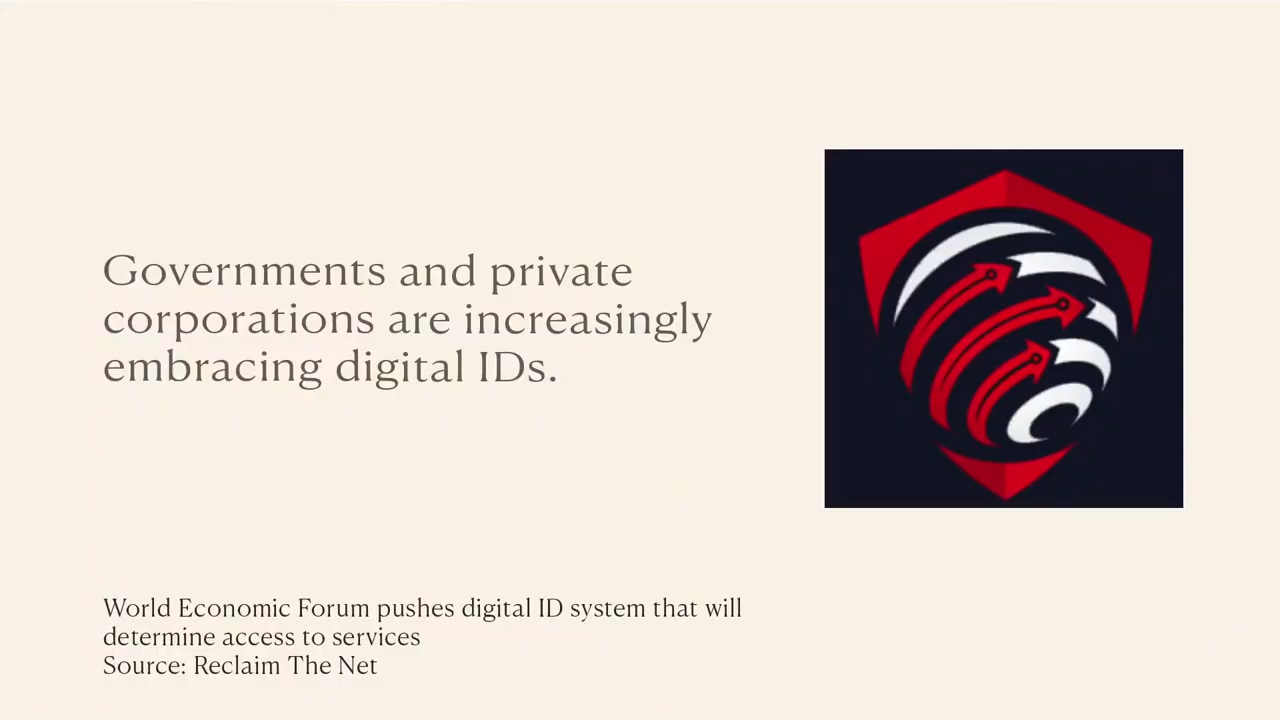 Governments and private
corporations are increasingly
embracing digital IDs.
World Economic Forum pushes digital ID system that will
determine access to services
Source: Reclaim The Net